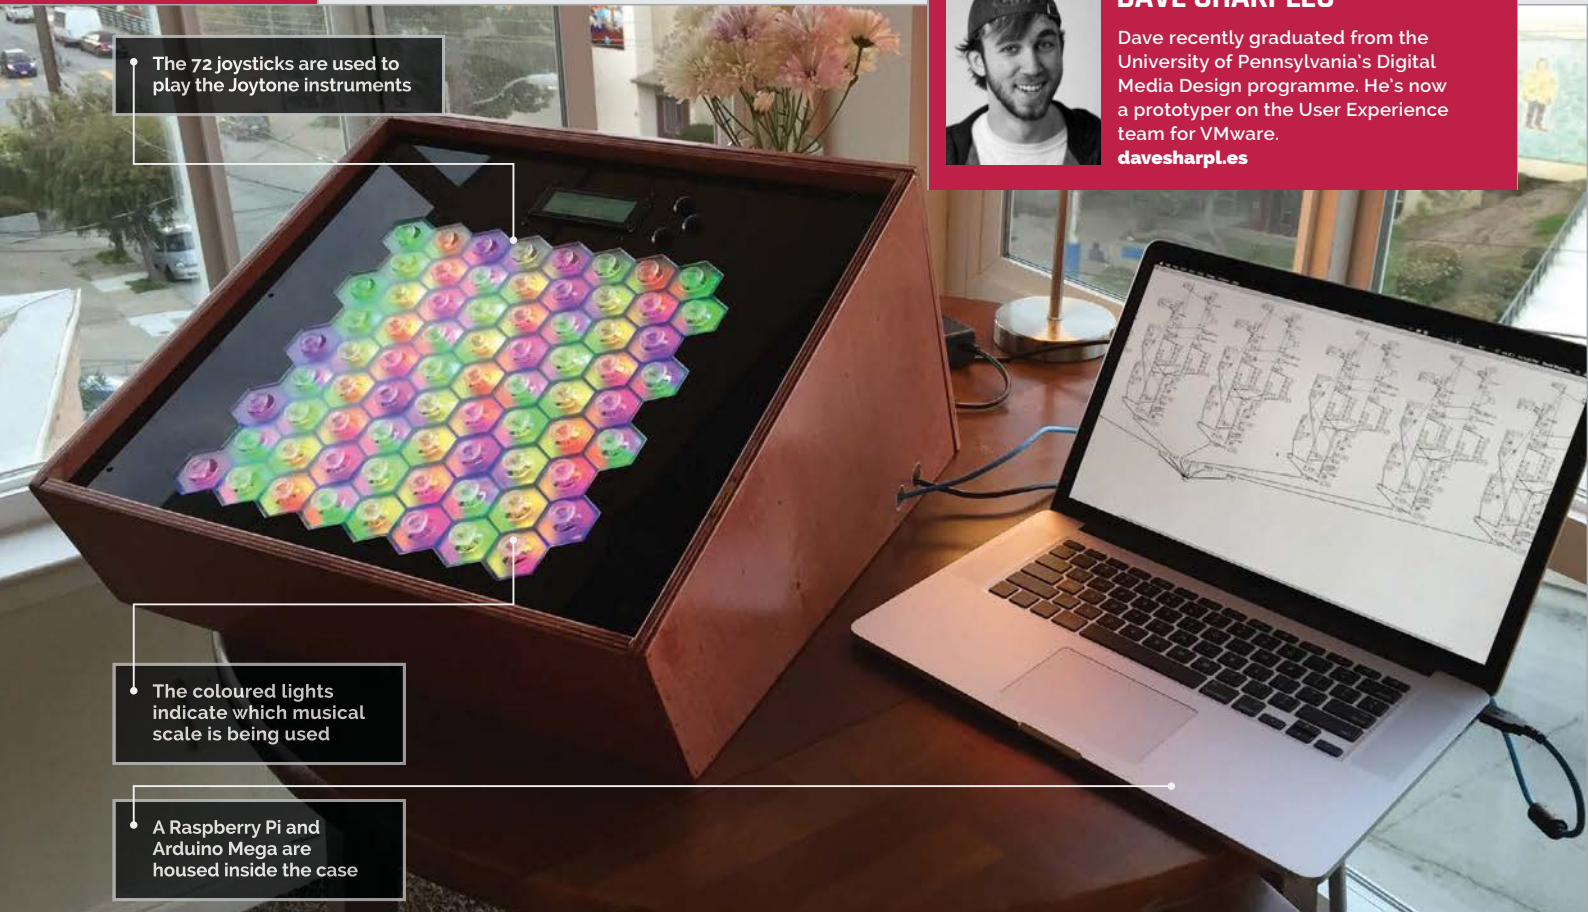 DAVE SHARPLES
Dave recently graduated from the
University of Pennsylvania's Digital
Media Design programme. He's now
a prototyper on the User Experience
team for VMware.
davesharpl.es
The 72 joysticks are used to
play the Joytone instruments
The coloured lights
indicate which musical
scale is being used
A Raspberry Pi and
Arduino Mega are
housed inside the case